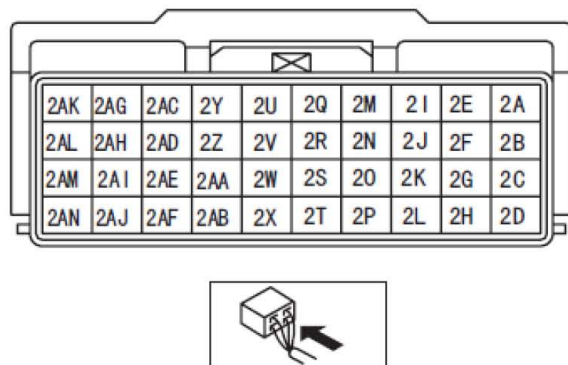 2AK 2AG 2AC 2Y 2U 2Q 2M 2I 2E 2A
2AL 2AH 2AD 2Z 2V 2R 2N 2J 2F 2B
2AM 2AI 2AE 2AA 2W 2S 2O 2K 2G 2C
2AN 2AJ 2AF 2AB 2X 2T 2P 2L 2H 2D